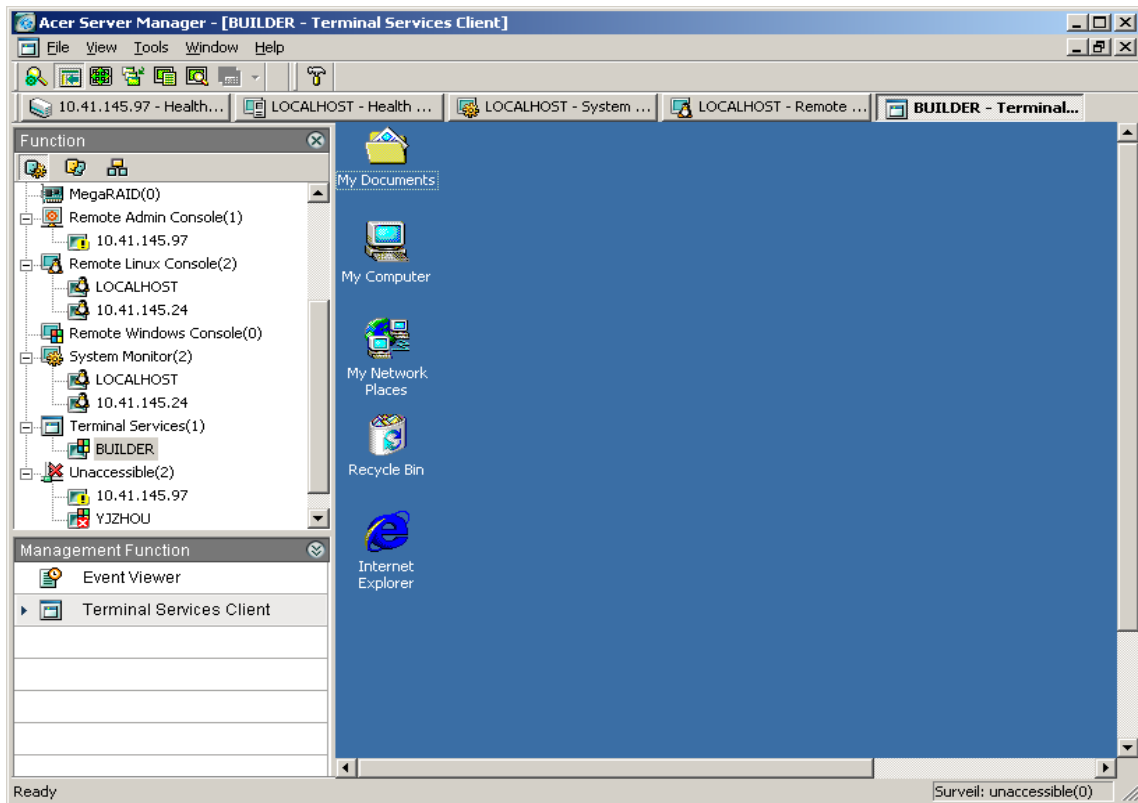 Acer Server Manager - [BUILDER - Terminal Services Client]
File View Tools Window Help
10.41.145.97 - Health... LOCALHOST - Health ... LOCALHOST - System ... LOCALHOST - Remote ... BUILDER - Terminal...
Function
MegaRAID(0)
Remote Admin Console(1)
10.41.145.97
Remote Linux Console(2)
LOCALHOST
10.41.145.24
Remote Windows Console(0)
System Monitor(2)
LOCALHOST
10.41.145.24
Terminal Services(1)
BUILDER
Unaccessible(2)
10.41.145.97
YJZHOU
Management Function
Event Viewer
Terminal Services Client
My Documents
My Computer
My Network
Places
Recycle Bin
Internet
Explorer
Ready
Surveil: unaccessible(0)